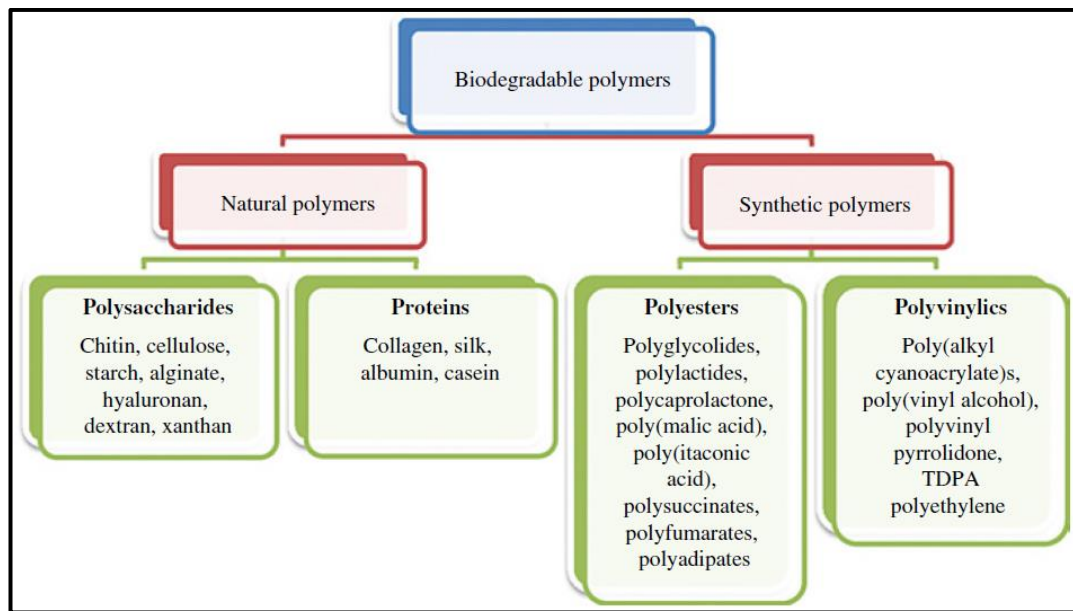 Biodegradable polymers
Natural polymers
Synthetic polymers
Polysaccharides
Chitin, cellulose,
starch, alginate,
hyaluronan,
dextran, xanthan
Proteins
Collagen, silk,
albumin, casein
Polyesters
Polyglycolides,
polylactides,
polycaprolactone,
poly(malic acid),
poly(itaconic
acid),
polysuccinates,
polyfumarates,
polyadipates
Polyvinylics
Poly(alkyl
cyanoacrylate)s,
poly(vinyl alcohol),
polyvinyl
pyrrolidone,
TDPA
polyethylene